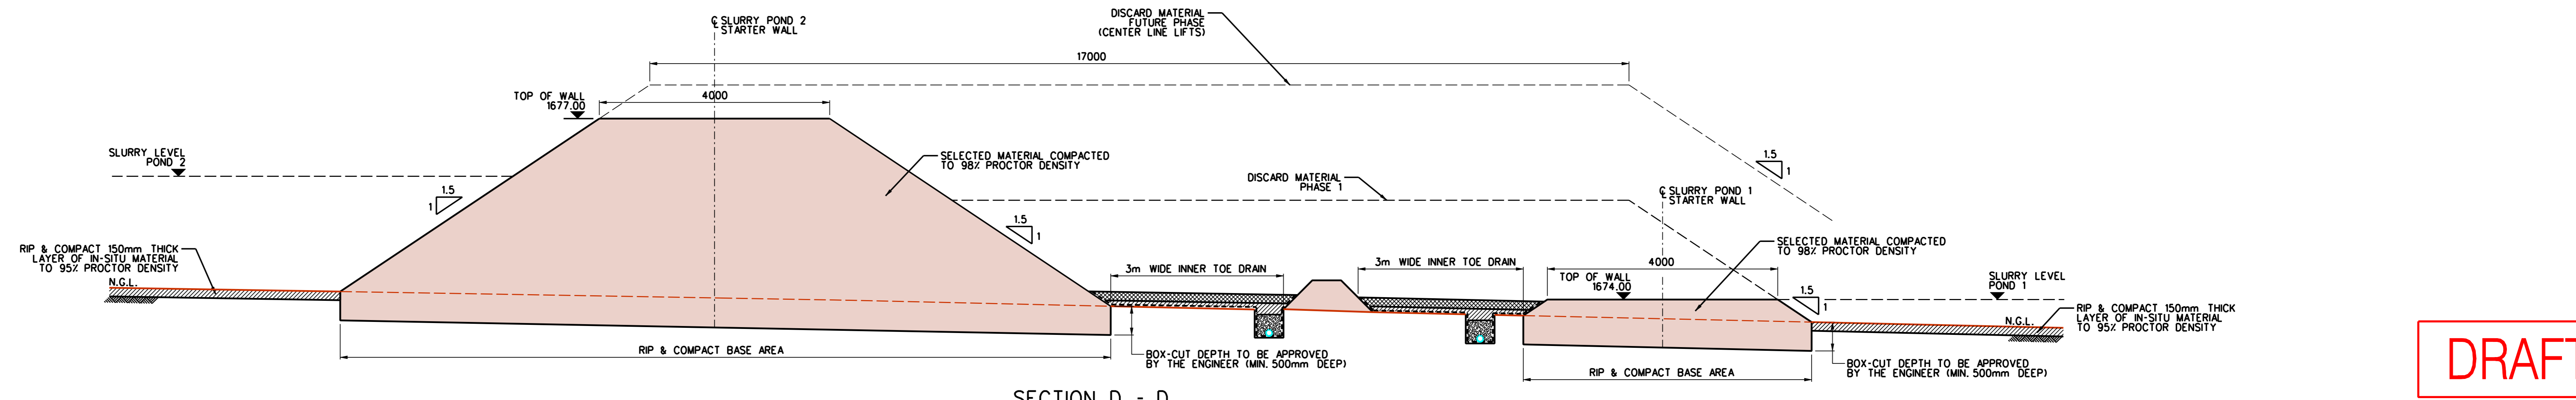 ℄ SLURRY POND 2
STARTER WALL
DISCARD MATERIAL
FUTURE PHASE
(CENTER LINE LIFTS)
17000
TOP OF WALL
1677.00
4000
SLURRY LEVEL
POND 2
SELECTED MATERIAL COMPACTED
TO 98% PROCTOR DENSITY
1.5
1
1.5
1
DISCARD MATERIAL
PHASE 1
1.5
1
℄ SLURRY POND 1
STARTER WALL
SELECTED MATERIAL COMPACTED
TO 98% PROCTOR DENSITY
RIP & COMPACT 150mm THICK
LAYER OF IN-SITU MATERIAL
TO 95% PROCTOR DENSITY
N.G.L.
3m WIDE INNER TOE DRAIN
3m WIDE INNER TOE DRAIN
4000
TOP OF WALL
1674.00
SLURRY LEVEL
POND 1
1.5
1
N.G.L.
RIP & COMPACT 150mm THICK
LAYER OF IN-SITU MATERIAL
TO 95% PROCTOR DENSITY
RIP & COMPACT BASE AREA
BOX-CUT DEPTH TO BE APPROVED
BY THE ENGINEER (MIN. 500mm DEEP)
RIP & COMPACT BASE AREA
BOX-CUT DEPTH TO BE APPROVED
BY THE ENGINEER (MIN. 500mm DEEP)
SECTION D - D
DRAFT